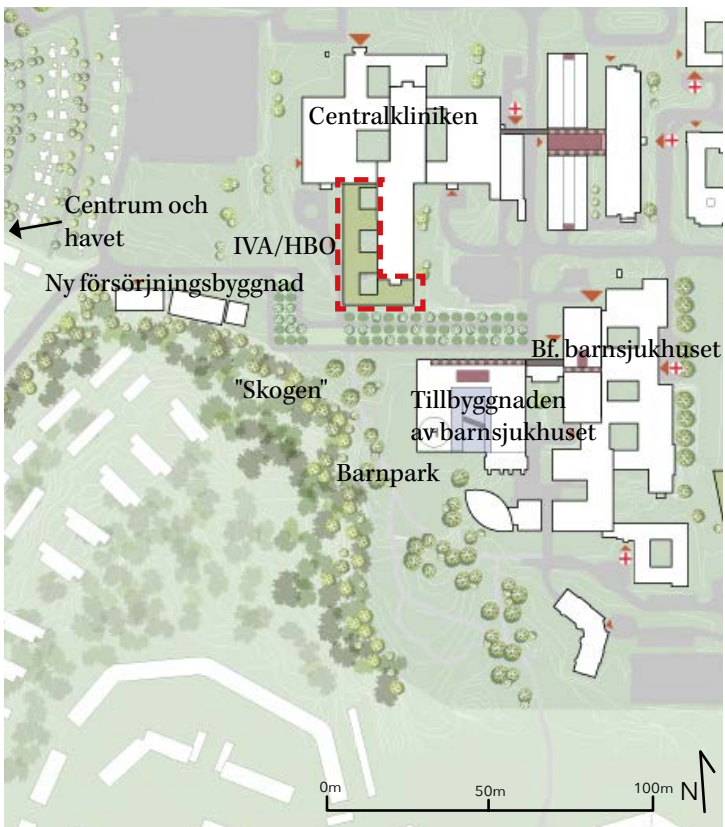 Centralkliniken
Centrum och
havet
IVA/HBO
Ny försörjningsbyggnad
Bf. barnsjukhuset
"Skogen"
Tillbyggnaden
av barnsjukhuset
H
Barnpark
0m
50m
100m
N